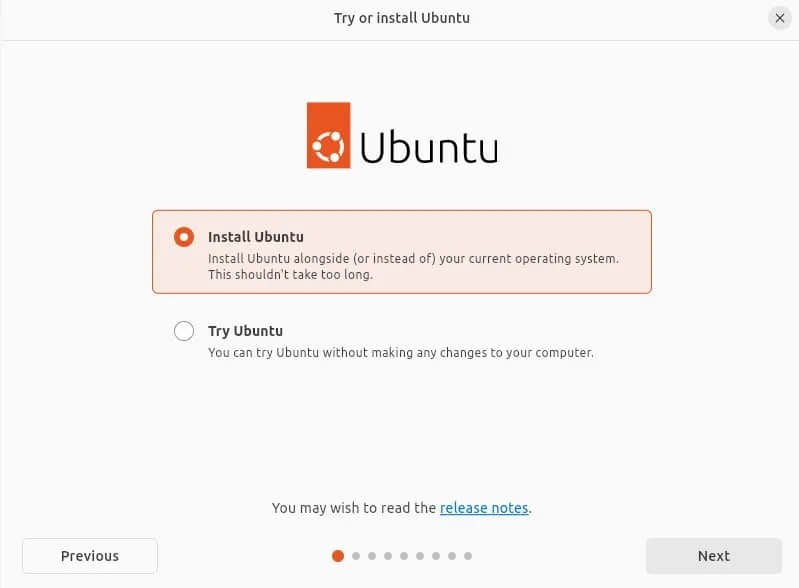 Try or install Ubuntu
Ubuntu
Install Ubuntu
Install Ubuntu alongside (or instead of) your current operating system.
This shouldn't take too long.
Try Ubuntu
You can try Ubuntu without making any changes to your computer.
You may wish to read the release notes.
Previous
Next